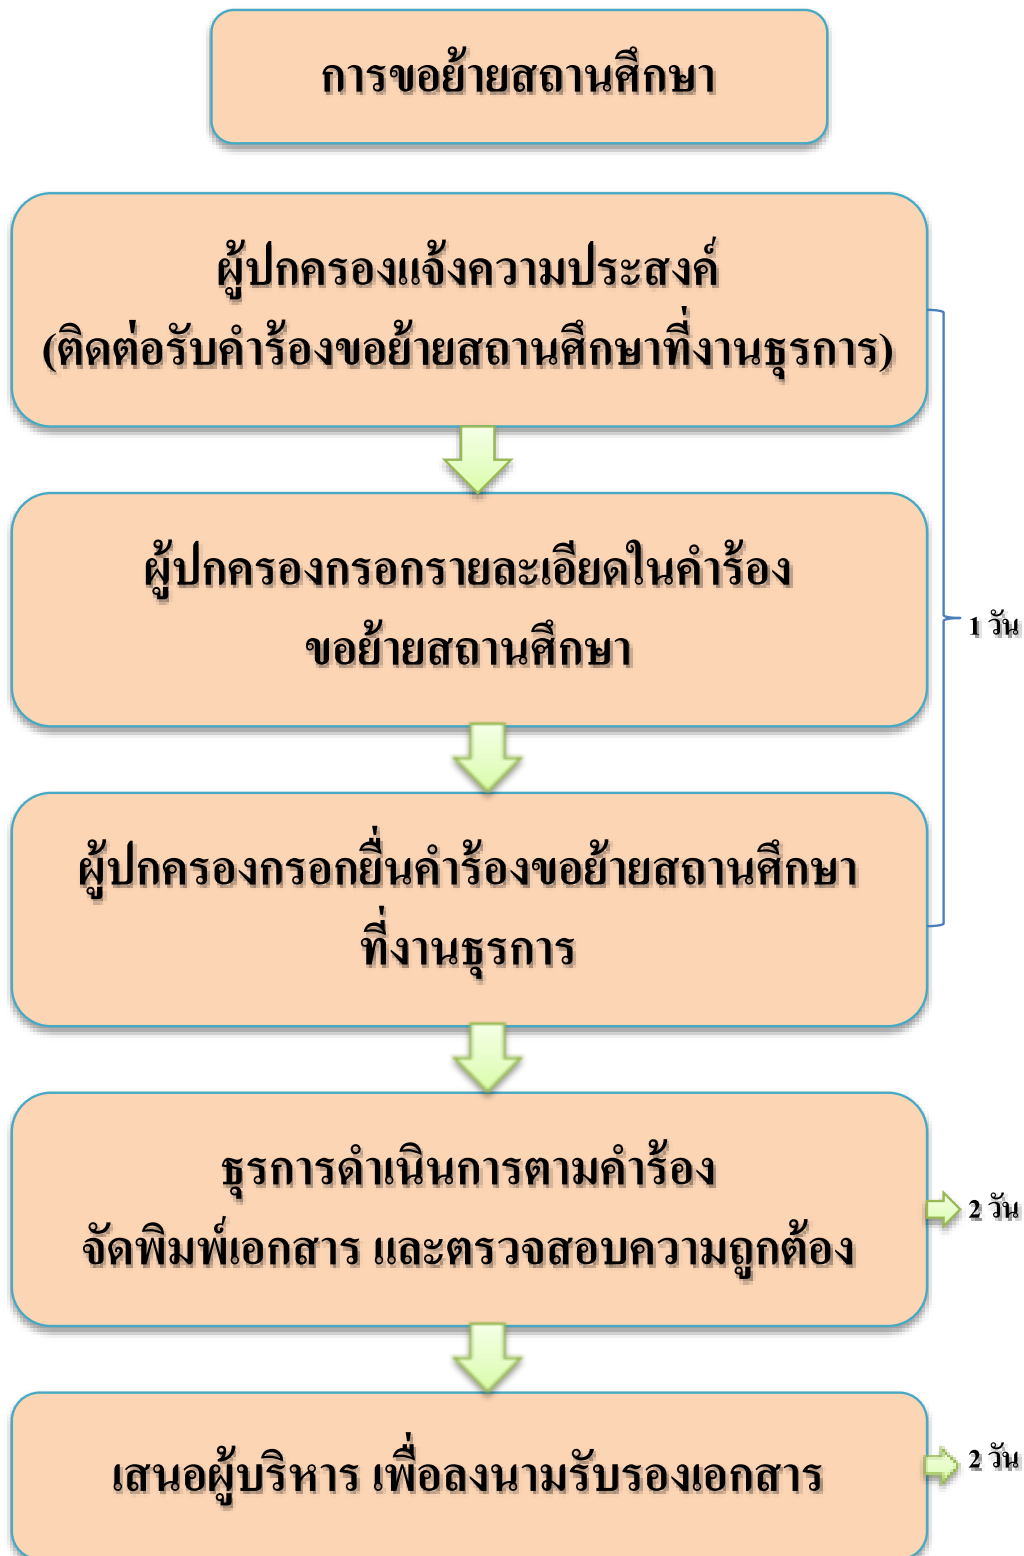 การขอย้ายสถานศึกษา
ผู้ปกครองแจ้งความประสงค์
(ติดต่อรับคำร้องขอย้ายสถานศึกษาที่งานธุรการ)
ผู้ปกครองกรอกรายละเอียดในคำร้อง
ขอย้ายสถานศึกษา
1 วัน
ผู้ปกครองกรอกยื่นคำร้องขอย้ายสถานศึกษา
ที่งานธุรการ
ธุรการดำเนินการตามคำร้อง
จัดพิมพ์เอกสาร และตรวจสอบความถูกต้อง
2 วัน
เสนอผู้บริหาร เพื่อลงนามรับรองเอกสาร
2 วัน